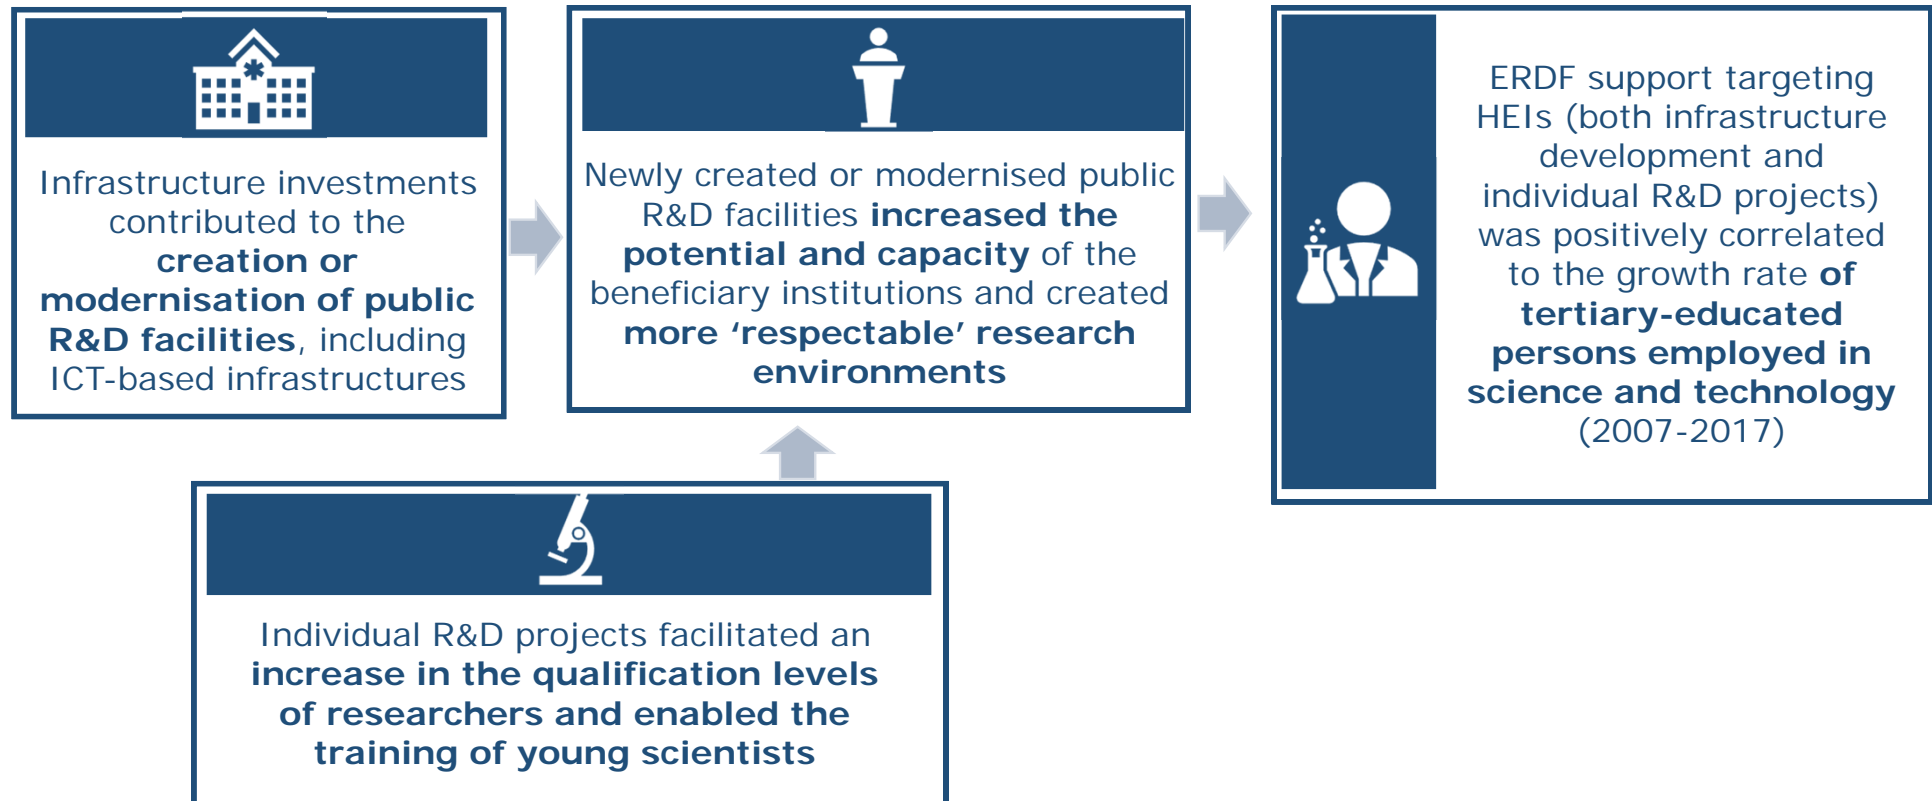 Infrastructure investments
contributed to the
creation or
modernisation of public
R&D facilities, including
ICT-based infrastructures
Newly created or modernised public
R&D facilities increased the
potential and capacity of the
beneficiary institutions and created
more ‘respectable’ research
environments
ERDF support targeting
HEIs (both infrastructure
development and
individual R&D projects)
was positively correlated
to the growth rate of
tertiary-educated
persons employed in
science and technology
(2007-2017)
Individual R&D projects facilitated an
increase in the qualification levels
of researchers and enabled the
training of young scientists